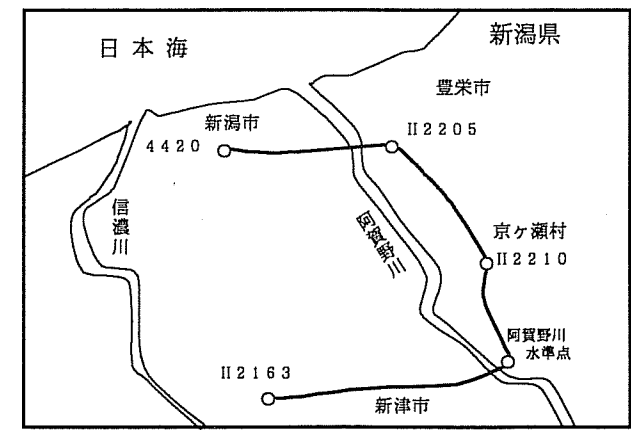 新潟県
日本海
豊栄市
新潟市
II2205
4420
信濃川
阿賀野川
京ヶ瀬村
II2210
阿賀野川
水準点
II2163
新津市